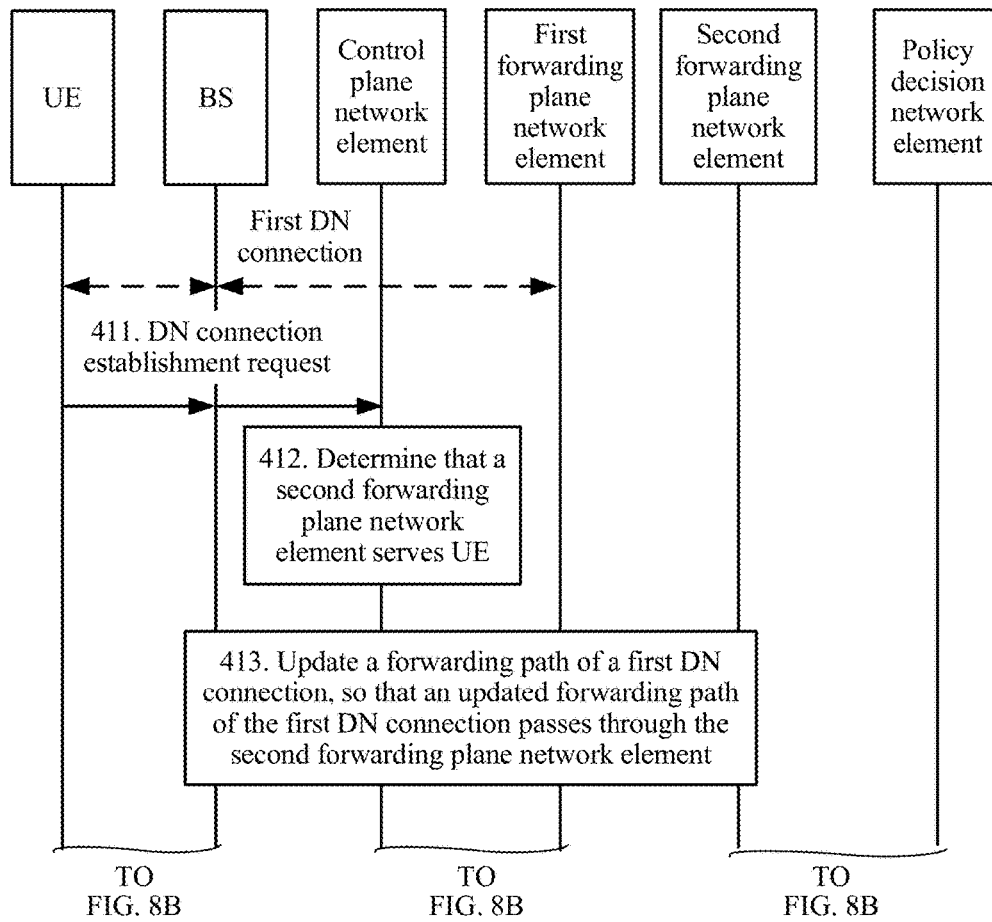 UE
BS
Control
plane
network
element
First
forwarding
plane
network
element
Second
forwarding
plane
network
element
Policy
decision
network
element
First DN
connection
411. DN connection
establishment request
412. Determine that a
second forwarding
plane network
element serves UE
413. Update a forwarding path of a first DN
connection, so that an updated forwarding path
of the first DN connection passes through the
second forwarding plane network element
TO
FIG. 8B
TO
FIG. 8B
TO
FIG. 8B